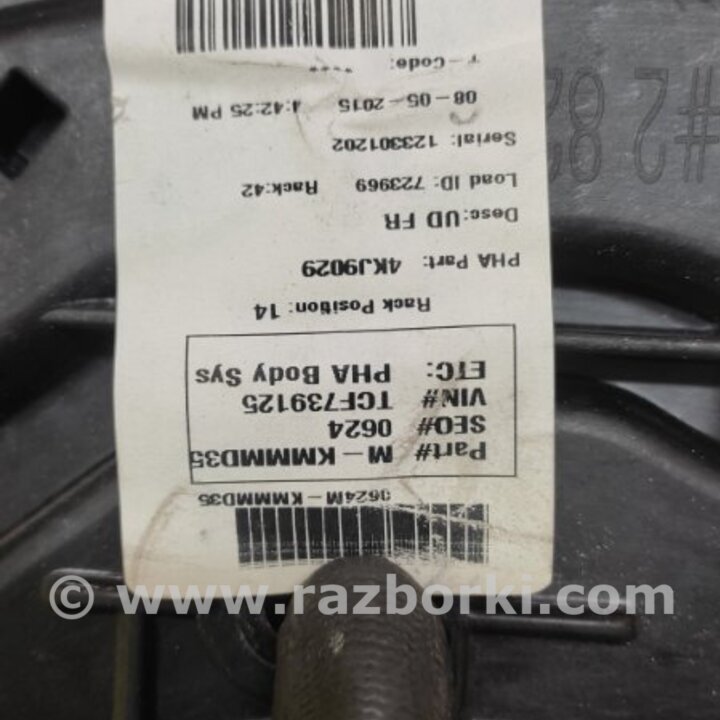 0624M-KMMMD35
Part# M-KMMMD35
SEQ# 0624
VIN# TCF739125
ETC: PHA Body Sys
Rack Position: 14
PHA Part: 4KJ9029
Desc: UD FR
Load ID: 723969 Rack:42
Serial: 123301202
08-05-2015 4:42:25 PM
T-Code: ****
© www.razborki.com